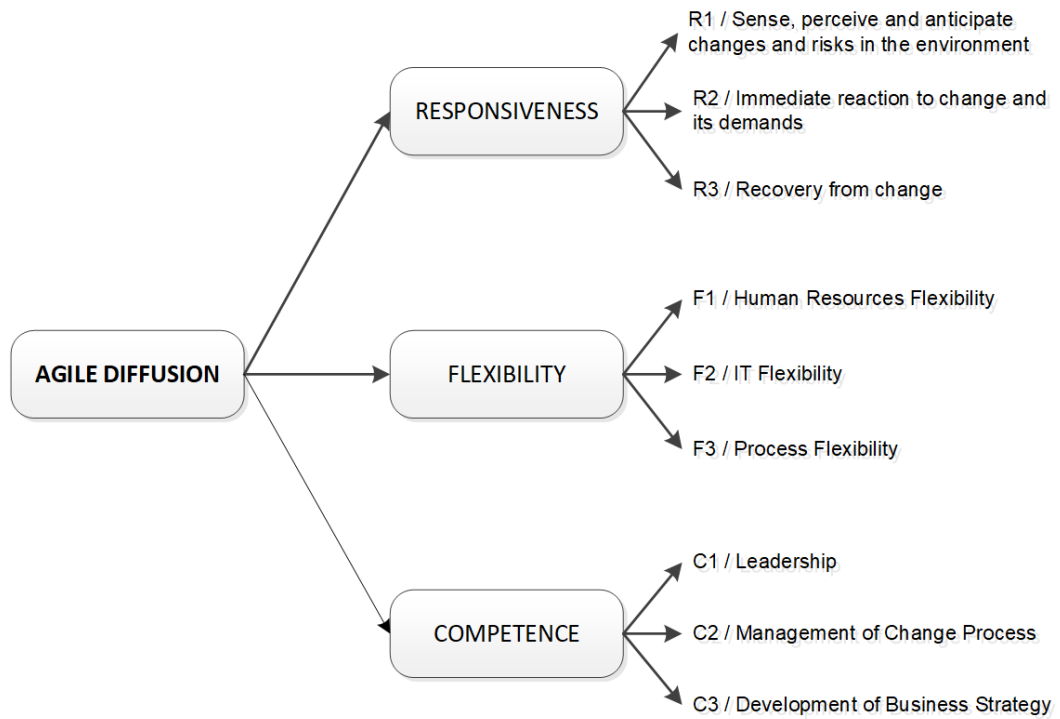 R1 / Sense, perceive and anticipate
changes and risks in the environment
RESPONSIVENESS
R2 / Immediate reaction to change and
its demands
R3 / Recovery from change
F1 / Human Resources Flexibility
AGILE DIFFUSION
FLEXIBILITY
F2 / IT Flexibility
F3 / Process Flexibility
C1 / Leadership
COMPETENCE
C2 / Management of Change Process
C3 / Development of Business Strategy